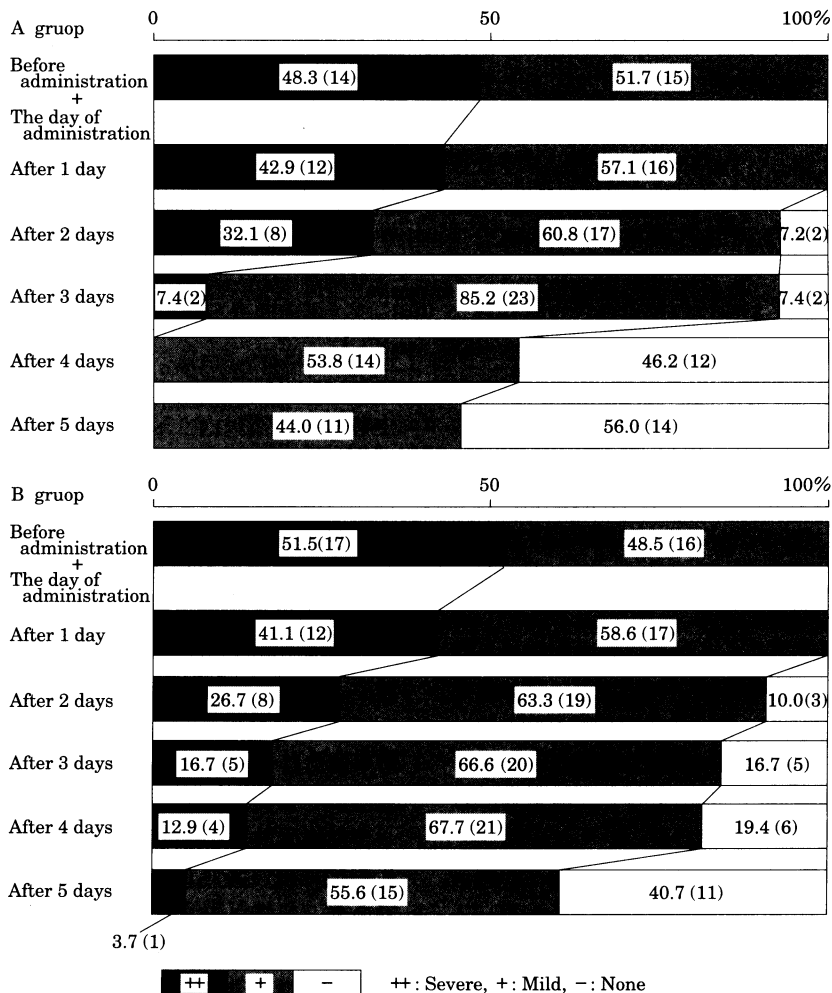 A gruop
0 50 100%
Before
administration
+
The day of
administration
48.3 (14) 51.7 (15)
After 1 day 42.9 (12) 57.1 (16)
After 2 days 32.1 (8) 60.8 (17) 7.2(2)
After 3 days 7.4(2) 85.2 (23) 7.4(2)
After 4 days 53.8 (14) 46.2 (12)
After 5 days 44.0 (11) 56.0 (14)
B gruop
0 50 100%
Before
administration
+
The day of
administration
51.5(17) 48.5 (16)
After 1 day 41.1 (12) 58.6 (17)
After 2 days 26.7 (8) 63.3 (19) 10.0(3)
After 3 days 16.7 (5) 66.6 (20) 16.7 (5)
After 4 days 12.9 (4) 67.7 (21) 19.4 (6)
After 5 days 55.6 (15) 40.7 (11)
3.7 (1)
++ + − ++ : Severe, + : Mild, − : None